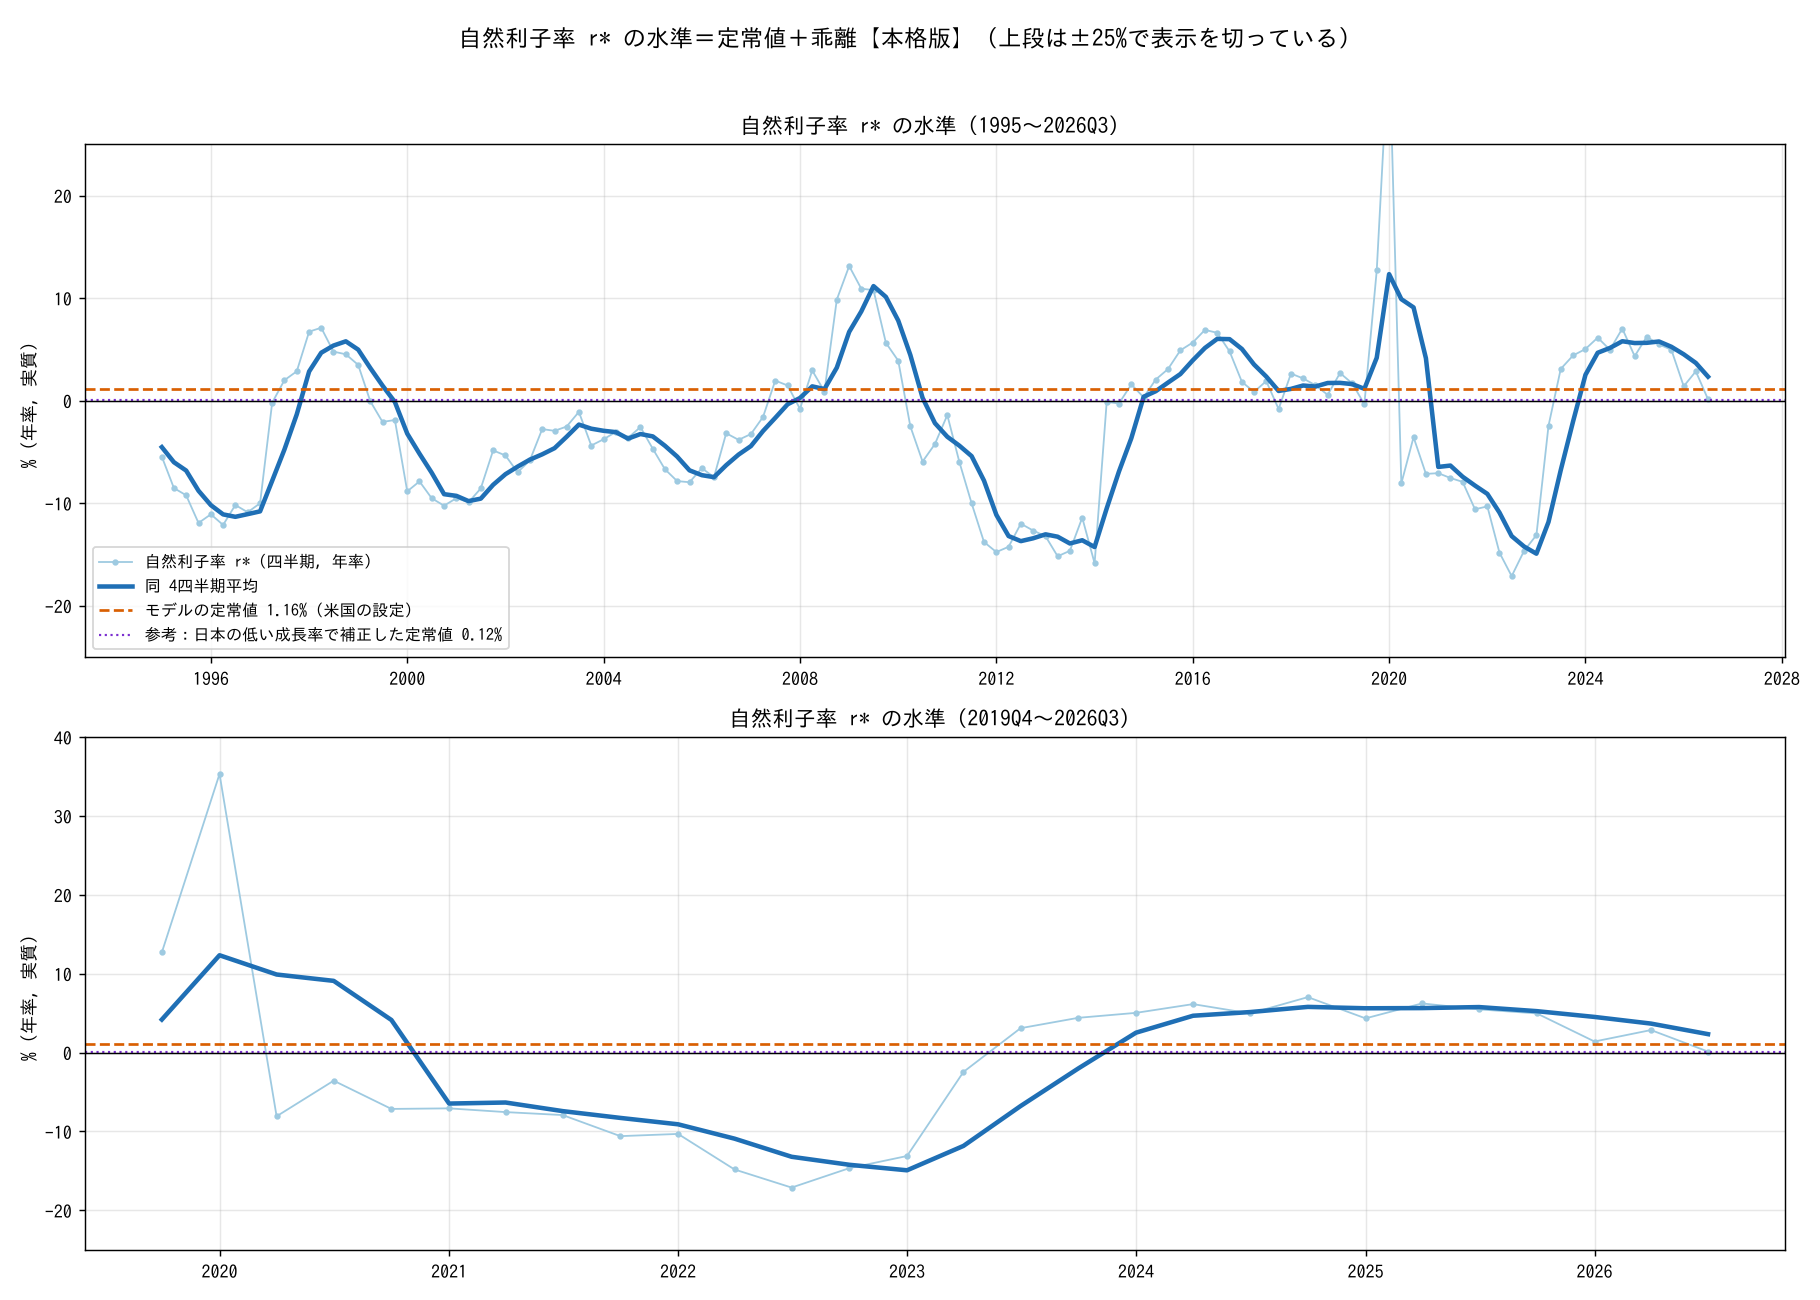 自然利子率 r* の水準＝定常値＋乖離【本格版】（上段は±25%で表示を切っている）
自然利子率 r* の水準（1995～2026Q3）
%（年率, 実質）
20
10
0
−10
−20
自然利子率 r*（四半期, 年率）
同 4四半期平均
モデルの定常値 1.16%（米国の設定）
参考：日本の低い成長率で補正した定常値 0.12%
1996 2000 2004 2008 2012 2016 2020 2024 2028
自然利子率 r* の水準（2019Q4～2026Q3）
%（年率, 実質）
40
30
20
10
0
−10
−20
2020 2021 2022 2023 2024 2025 2026